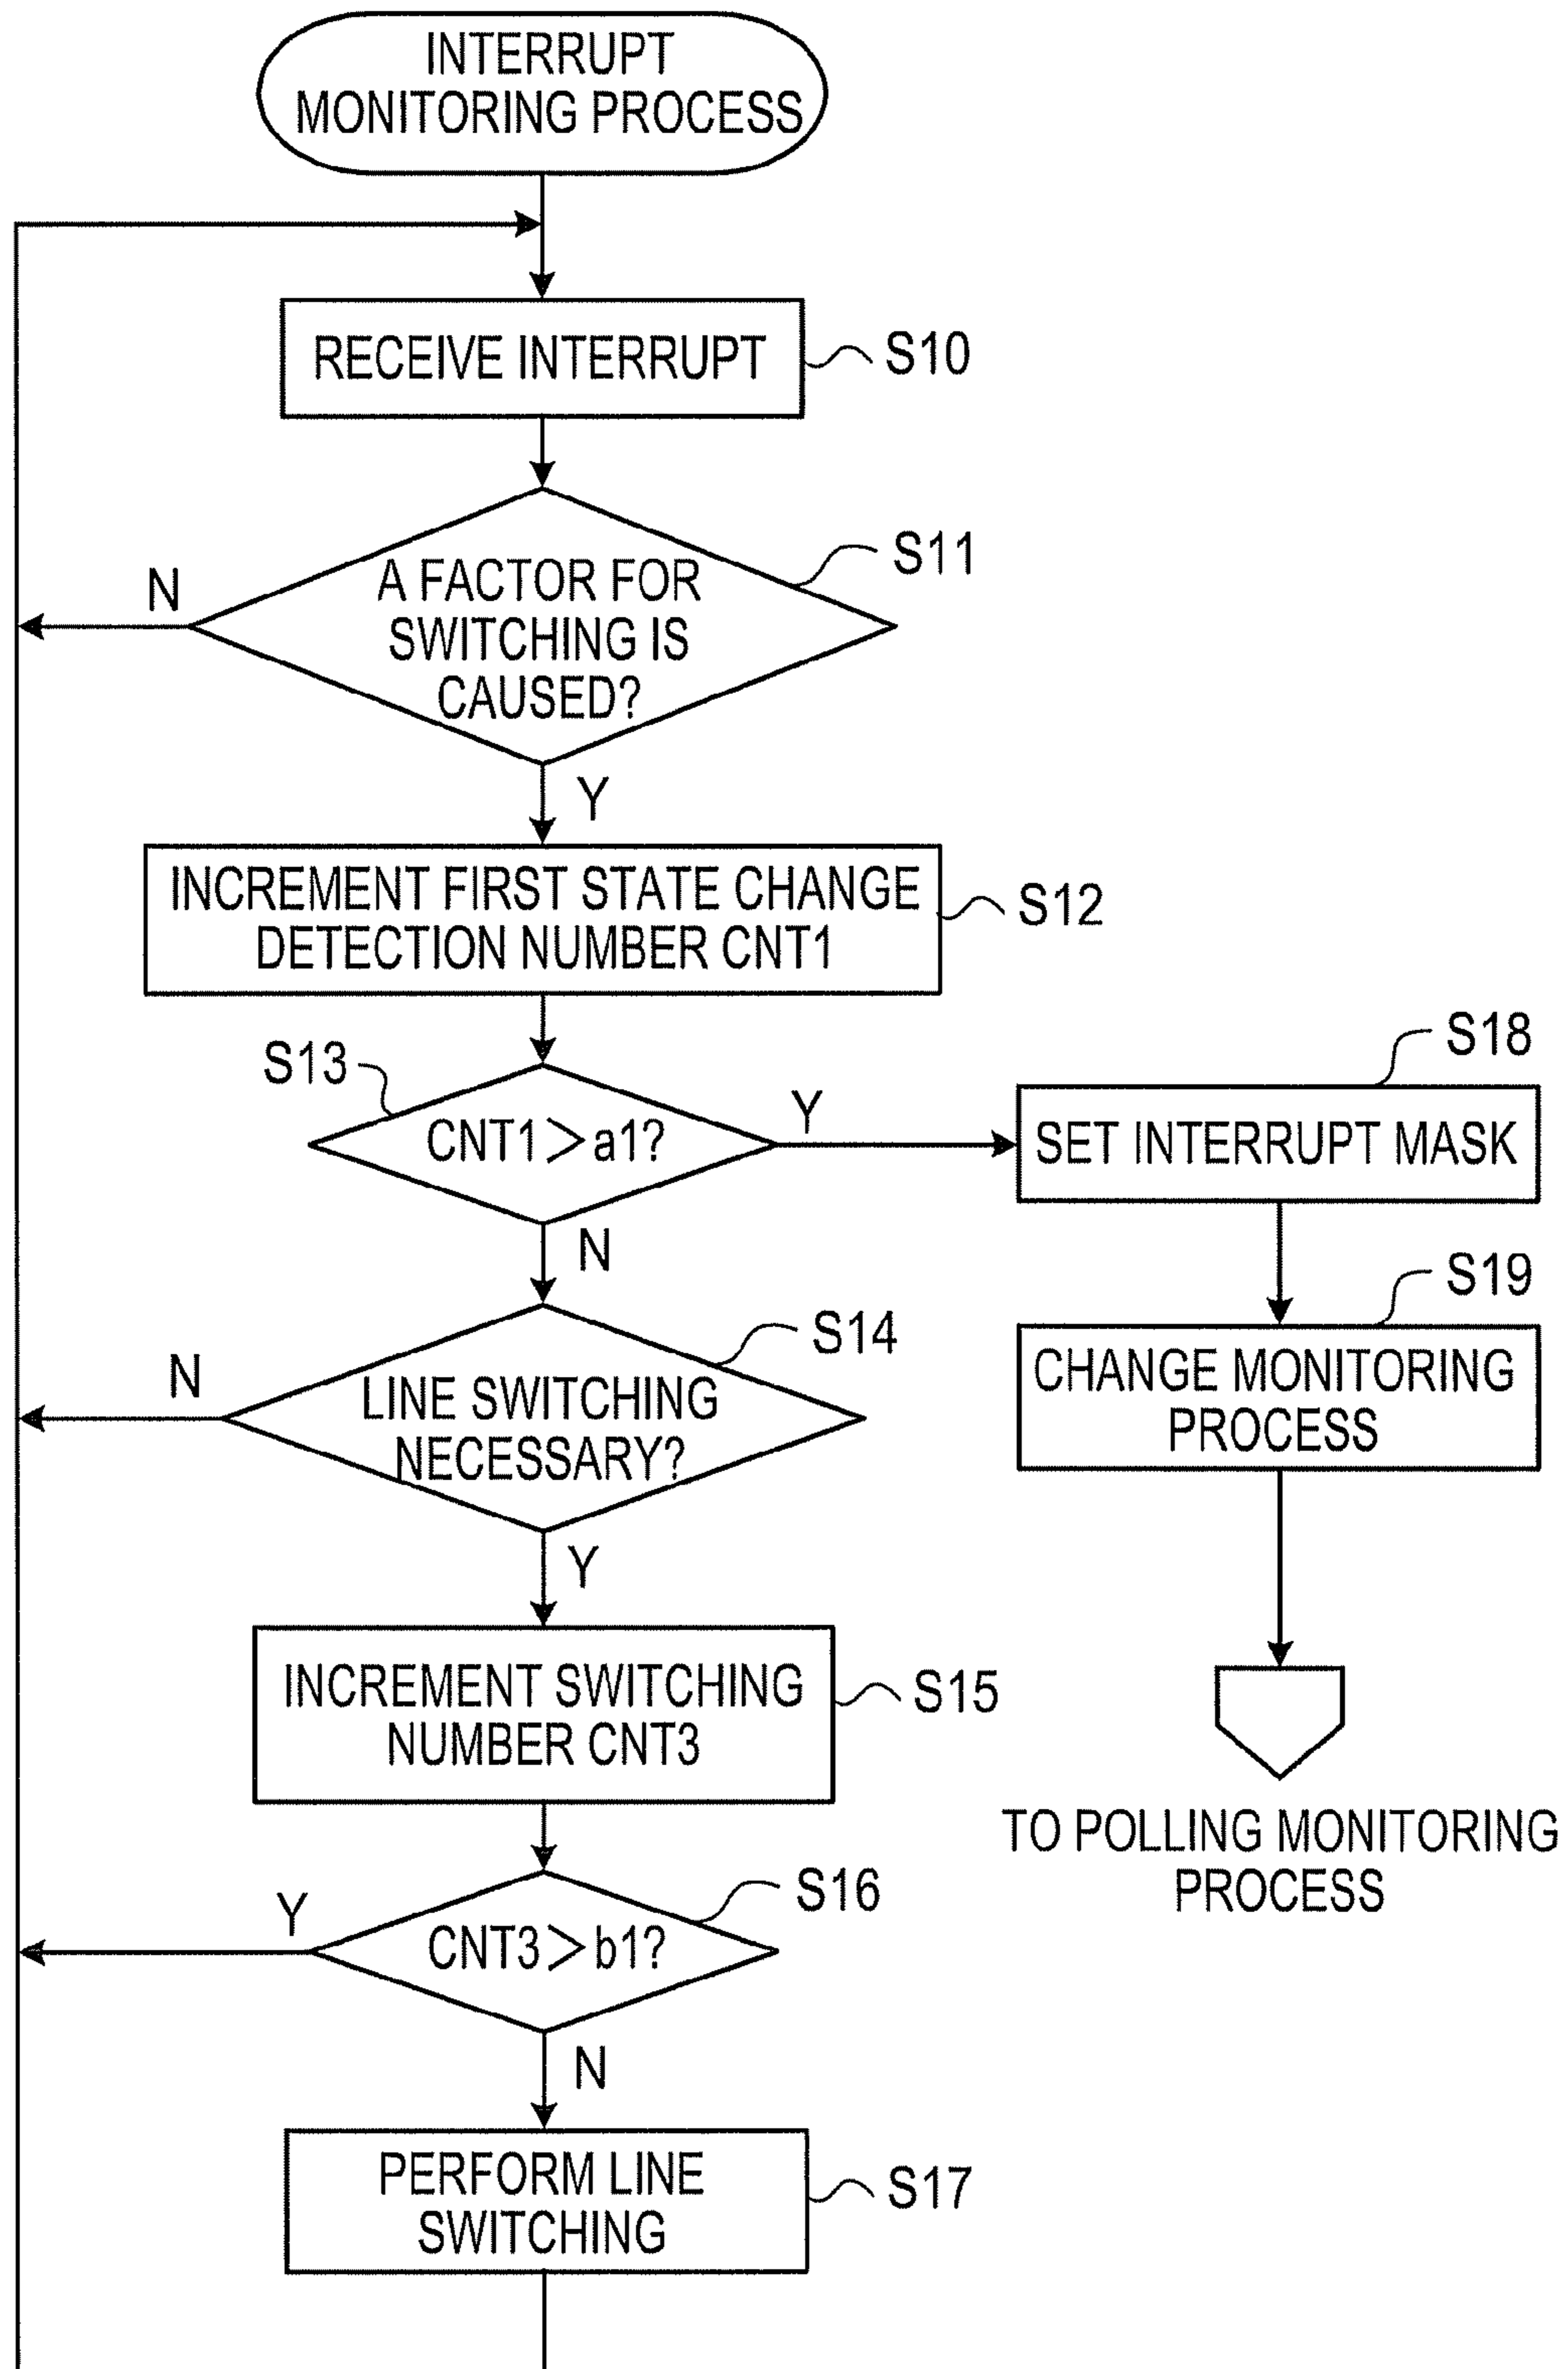 INTERRUPT
MONITORING PROCESS
RECEIVE INTERRUPT
S10
A FACTOR FOR
SWITCHING IS
CAUSED?
S11
N
Y
INCREMENT FIRST STATE CHANGE
DETECTION NUMBER CNT1
S12
S13
CNT1>a1?
Y
N
S18
SET INTERRUPT MASK
S19
CHANGE MONITORING
PROCESS
TO POLLING MONITORING
PROCESS
S14
LINE SWITCHING
NECESSARY?
N
Y
INCREMENT SWITCHING
NUMBER CNT3
S15
S16
CNT3>b1?
Y
N
PERFORM LINE
SWITCHING
S17